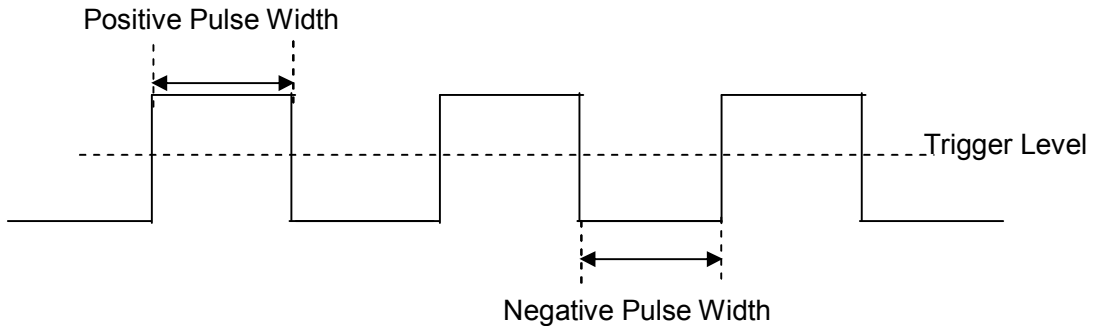 Positive Pulse Width
Trigger Level
Negative Pulse Width